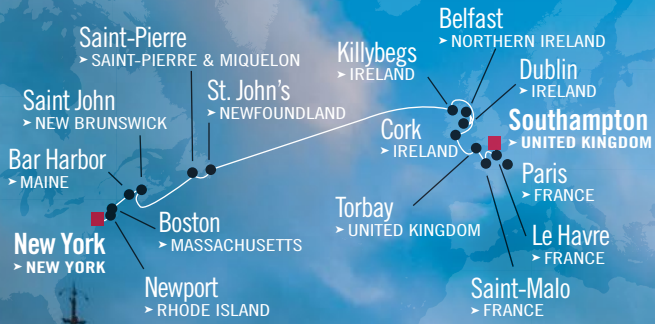 Saint-Pierre
➤ SAINT-PIERRE & MIQUELON
Saint John
➤ NEW BRUNSWICK
St. John's
➤ NEWFOUNDLAND
Bar Harbor
➤ MAINE
New York
➤ NEW YORK
Boston
➤ MASSACHUSETTS
Newport
➤ RHODE ISLAND
Belfast
➤ NORTHERN IRELAND
Killybegs
➤ IRELAND
Dublin
➤ IRELAND
Cork
➤ IRELAND
Southampton
➤ UNITED KINGDOM
Torbay
➤ UNITED KINGDOM
Paris
➤ FRANCE
Le Havre
➤ FRANCE
Saint-Malo
➤ FRANCE